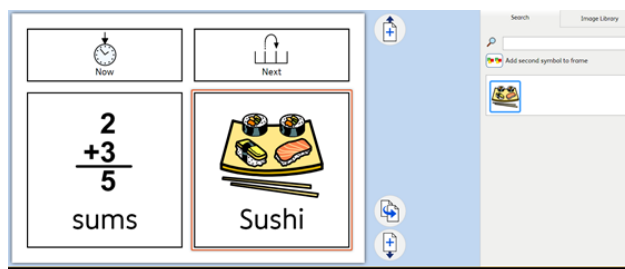 Now
Next
2
+3
5
sums
Sushi
Search
Image Library
Add second symbol to frame